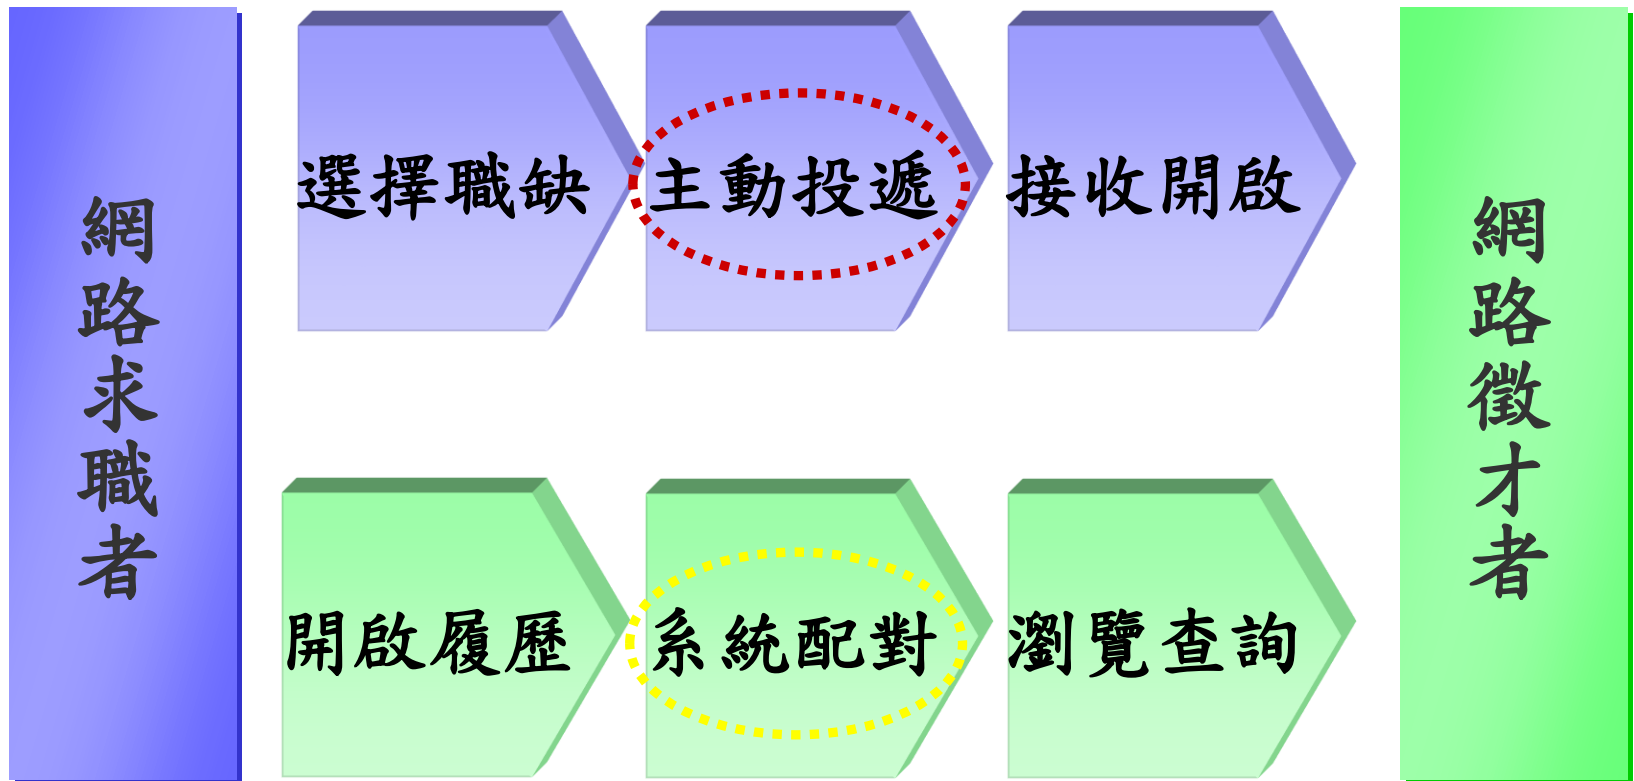 網路求職者
選擇職缺
主動投遞
接收開啟
開啟履歷
系統配對
瀏覽查詢
網路徵才者